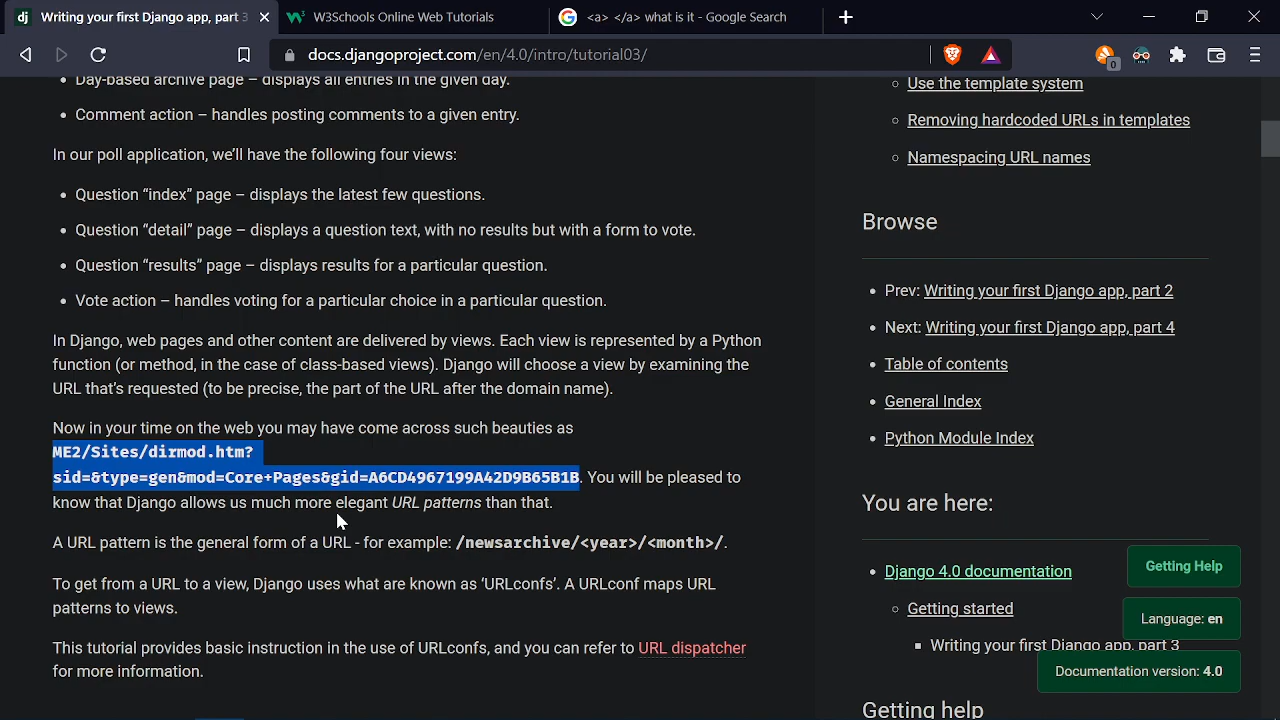 dj Writing your first Django app, part 3
W3Schools Online Web Tutorials
<a> </a> what is it - Google Search
docs.djangoproject.com/en/4.0/intro/tutorial03/
0
Day-based archive page – displays all entries in the given day.
Comment action – handles posting comments to a given entry.
In our poll application, we’ll have the following four views:
Question “index” page – displays the latest few questions.
Question “detail” page – displays a question text, with no results but with a form to vote.
Question “results” page – displays results for a particular question.
Vote action – handles voting for a particular choice in a particular question.
In Django, web pages and other content are delivered by views. Each view is represented by a Python
function (or method, in the case of class-based views). Django will choose a view by examining the
URL that’s requested (to be precise, the part of the URL after the domain name).
Now in your time on the web you may have come across such beauties as
ME2/Sites/dirmod.htm?
sid=&type=gen&mod=Core+Pages&gid=A6CD4967199A42D9B65B1B. You will be pleased to
know that Django allows us much more elegant URL patterns than that.
A URL pattern is the general form of a URL - for example: /newsarchive/<year>/<month>/.
To get from a URL to a view, Django uses what are known as ‘URLconfs’. A URLconf maps URL
patterns to views.
This tutorial provides basic instruction in the use of URLconfs, and you can refer to URL dispatcher
for more information.
Use the template system
Removing hardcoded URLs in templates
Namespacing URL names
Browse
Prev: Writing your first Django app, part 2
Next: Writing your first Django app, part 4
Table of contents
General Index
Python Module Index
You are here:
Django 4.0 documentation
Getting started
Writing your first Django app, part 3
Getting help
Getting Help
Language: en
Documentation version: 4.0